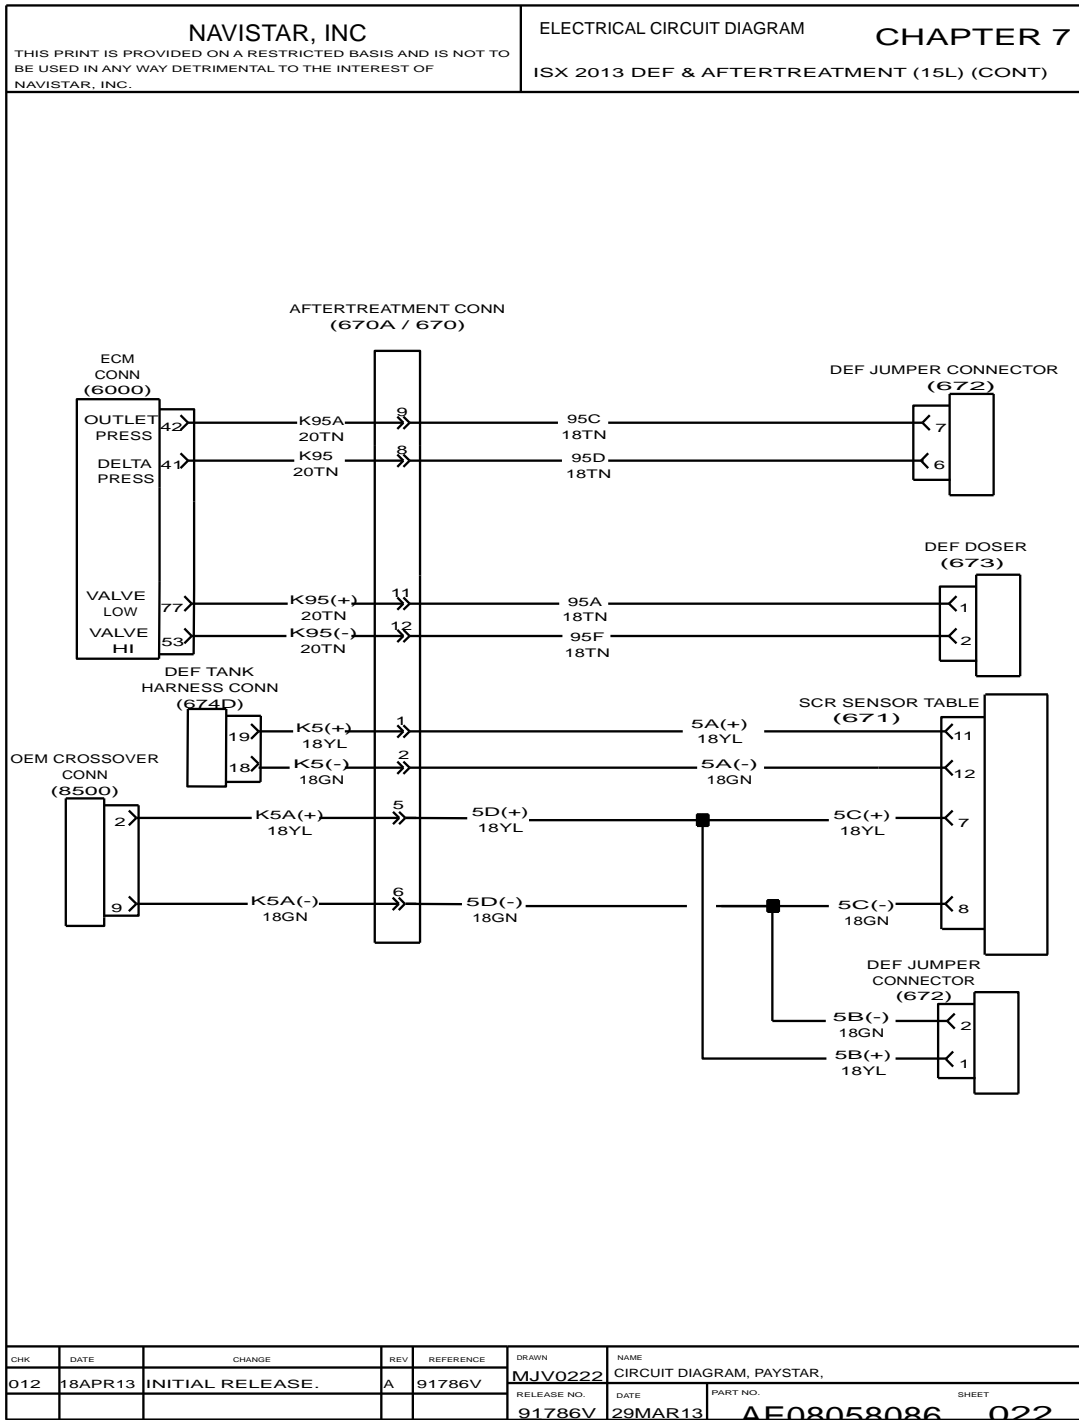 NAVISTAR, INC
THIS PRINT IS PROVIDED ON A RESTRICTED BASIS AND IS NOT TO
BE USED IN ANY WAY DETRIMENTAL TO THE INTEREST OF
NAVISTAR, INC.
ELECTRICAL CIRCUIT DIAGRAM
CHAPTER 7
ISX 2013 DEF & AFTERTREATMENT (15L) (CONT)
AFTERTREATMENT CONN
(670A / 670)
ECM
CONN
(6000)
DEF JUMPER CONNECTOR
(672)
OUTLET
PRESS
42
K95A
20TN
9
95C
18TN
7
DELTA
PRESS
41
K95
20TN
8
95D
18TN
6
DEF DOSER
(673)
VALVE
LOW
77
K95(+)
20TN
11
95A
18TN
1
VALVE
HI
53
K95(-)
20TN
12
95F
18TN
2
DEF TANK
HARNESS CONN
(674D)
SCR SENSOR TABLE
(671)
19
K5(+)
18YL
1
5A(+)
18YL
11
18
K5(-)
18GN
2
5A(-)
18GN
12
OEM CROSSOVER
CONN
(8500)
2
K5A(+)
18YL
5
5D(+)
18YL
5C(+)
18YL
7
9
K5A(-)
18GN
6
5D(-)
18GN
5C(-)
18GN
8
DEF JUMPER
CONNECTOR
(672)
5B(-)
18GN
2
5B(+)
18YL
1
CHK DATE CHANGE REV REFERENCE
012 18APR13 INITIAL RELEASE. A 91786V
DRAWN
MJV0222
NAME
CIRCUIT DIAGRAM, PAYSTAR,
RELEASE NO.
91786V
DATE
29MAR13
PART NO.
AE08058086
SHEET
022